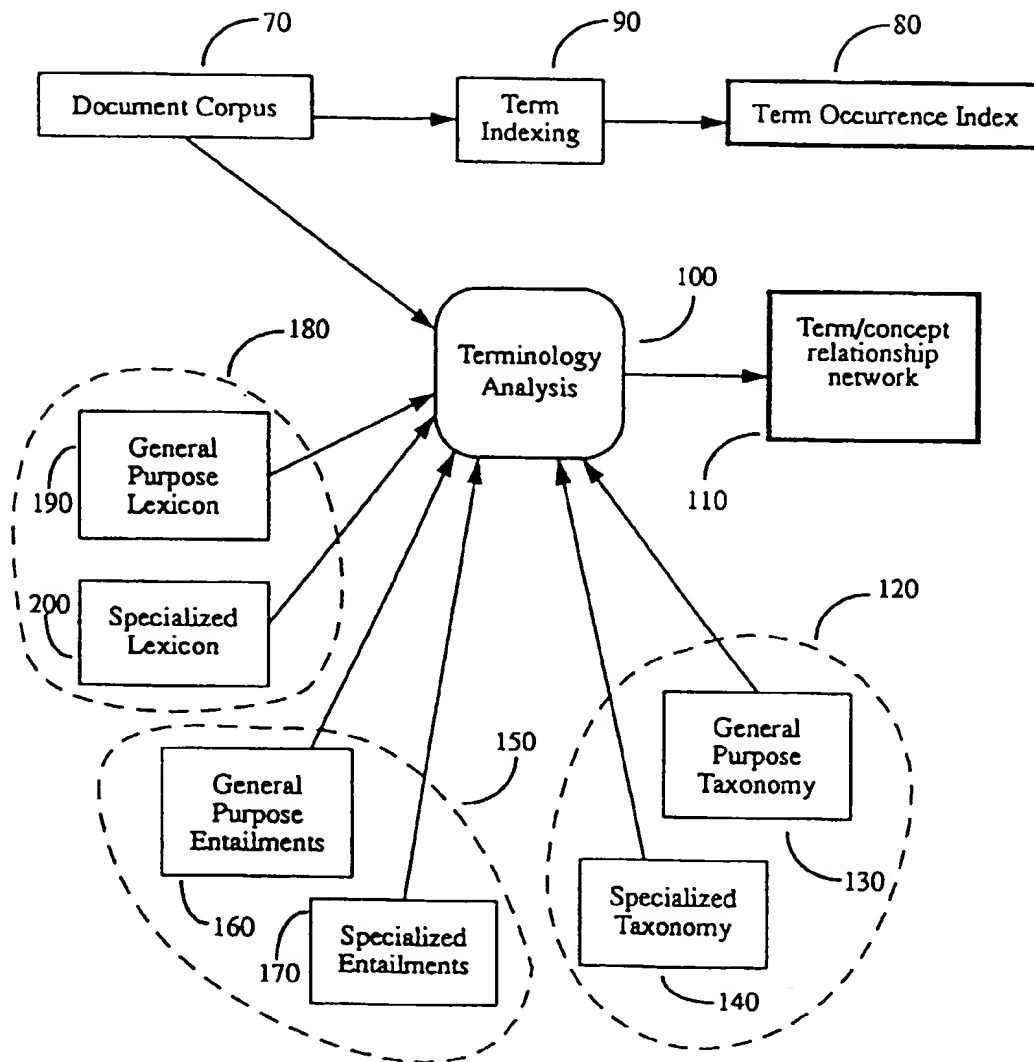 70
90
80
Document Corpus
Term
Indexing
Term Occurrence Index
100
180
Terminology
Analysis
Term/concept
relationship
network
190
General
Purpose
Lexicon
110
200
Specialized
Lexicon
120
150
General
Purpose
Taxonomy
General
Purpose
Entailments
130
160
Specialized
Taxonomy
170
Specialized
Entailments
140